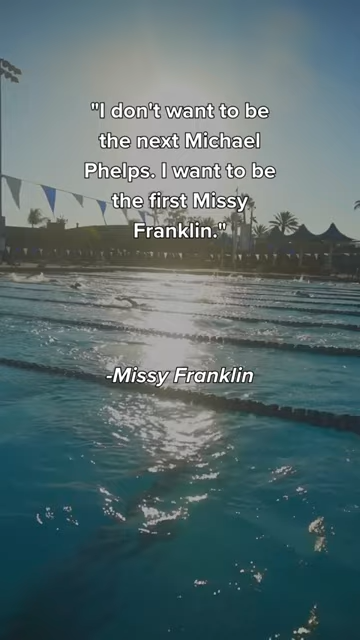 "I don't want to be
the next Michael
Phelps. I want to be
the first Missy
Franklin."
-Missy Franklin